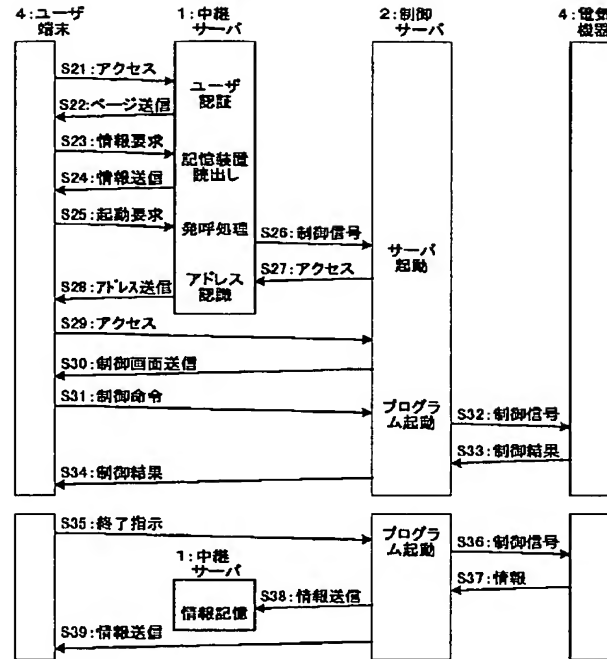 4:ユーザ
端末
1:中継
サーバ
2:制御
サーバ
4:電気
機器
S21:アクセス
ユーザ
認証
S22:ページ送信
S23:情報要求
記憶装置
読出し
S24:情報送信
S25:起動要求
発呼処理
S26:制御信号
サーバ
起動
S27:アクセス
アドレス
認識
S28:アドレス送信
S29:アクセス
S30:制御画面送信
S31:制御命令
プログラ
ム起動
S32:制御信号
S33:制御結果
S34:制御結果
S35:終了指示
プログラ
ム起動
S36:制御信号
1:中継
サーバ
S37:情報
情報記憶
S38:情報送信
S39:情報送信